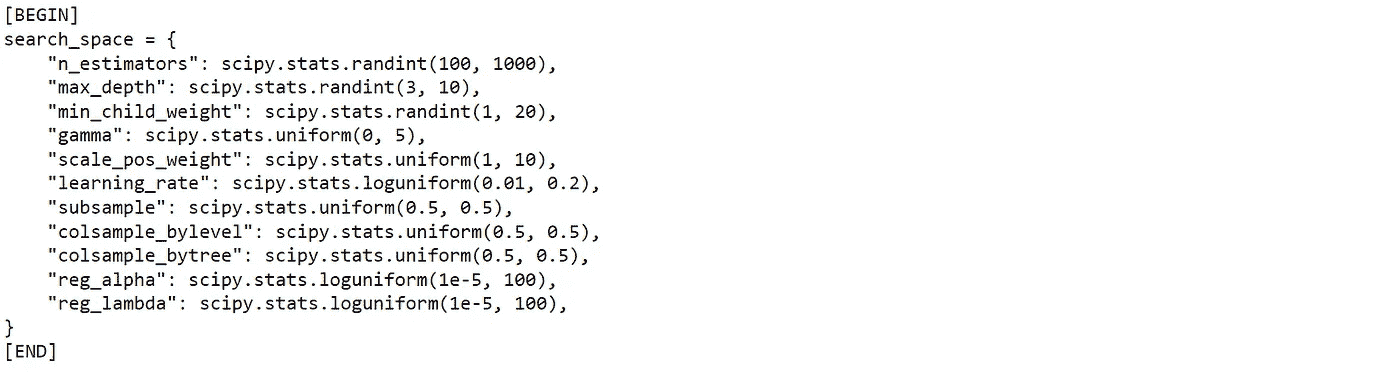 [BEGIN]
search_space = {
    "n_estimators": scipy.stats.randint(100, 1000),
    "max_depth": scipy.stats.randint(3, 10),
    "min_child_weight": scipy.stats.randint(1, 20),
    "gamma": scipy.stats.uniform(0, 5),
    "scale_pos_weight": scipy.stats.uniform(1, 10),
    "learning_rate": scipy.stats.loguniform(0.01, 0.2),
    "subsample": scipy.stats.uniform(0.5, 0.5),
    "colsample_bylevel": scipy.stats.uniform(0.5, 0.5),
    "colsample_bytree": scipy.stats.uniform(0.5, 0.5),
    "reg_alpha": scipy.stats.loguniform(1e-5, 100),
    "reg_lambda": scipy.stats.loguniform(1e-5, 100),
}
[END]